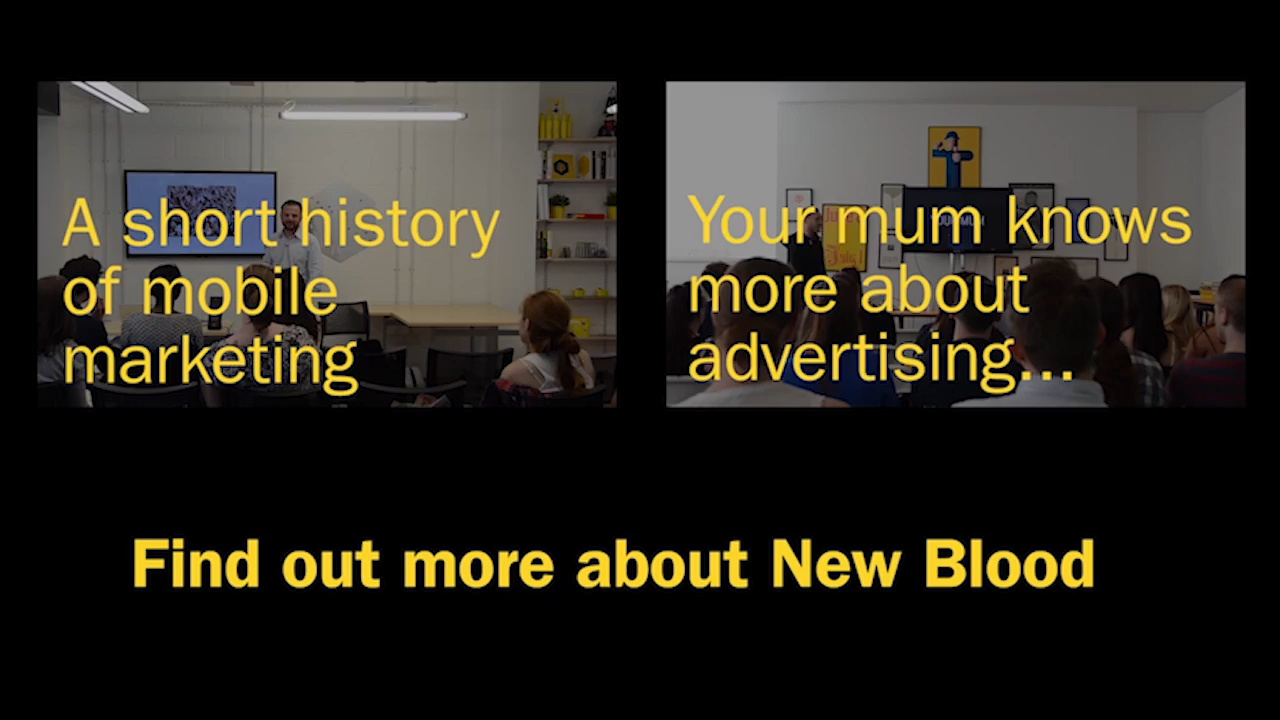 A short history
of mobile
marketing
Your mum knows
more about
advertising...
Find out more about New Blood